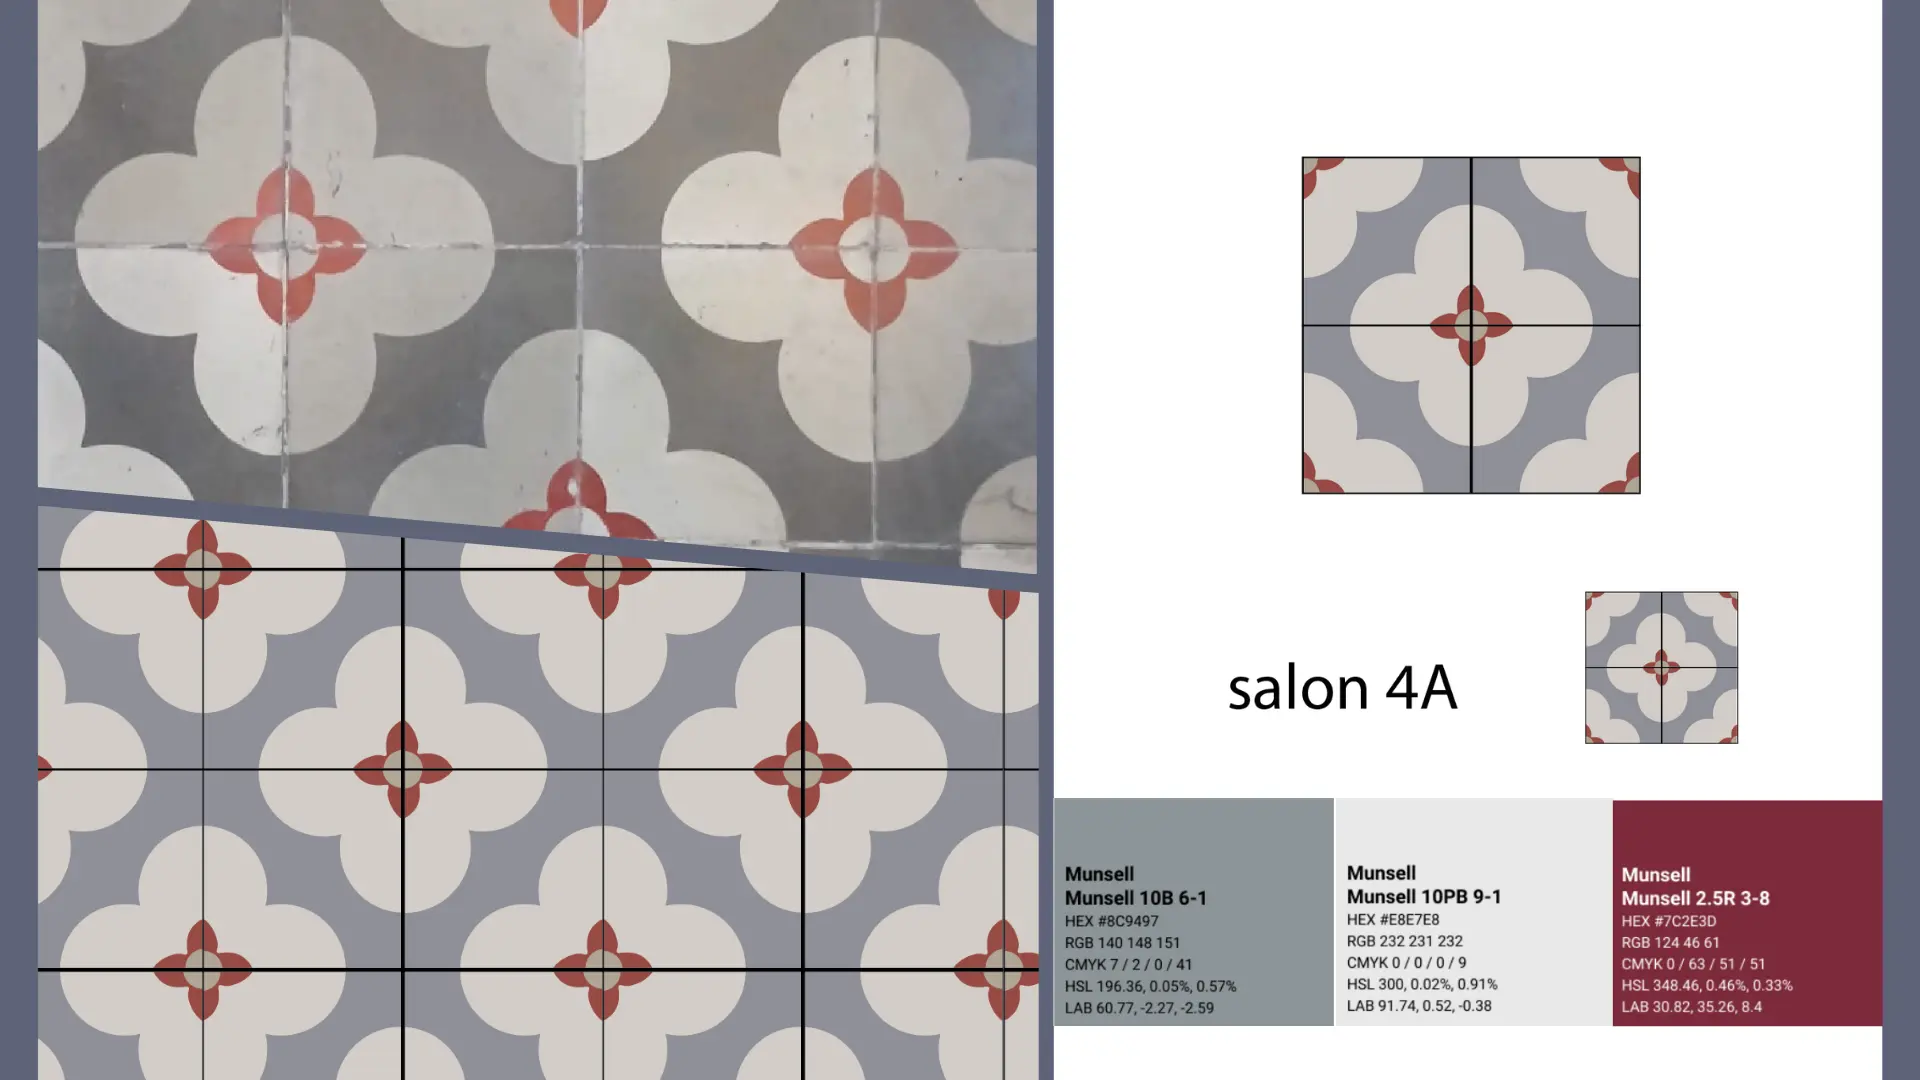 salon 4A
Munsell
Munsell 10B 6-1
HEX #8C9497
RGB 140 148 151
CMYK 7 / 2 / 0 / 41
HSL 196.36, 0.05%, 0.57%
LAB 60.77, -2.27, -2.59
Munsell
Munsell 10PB 9-1
HEX #E8E7E8
RGB 232 231 232
CMYK 0 / 0 / 0 / 9
HSL 300, 0.02%, 0.91%
LAB 91.74, 0.52, -0.38
Munsell
Munsell 2.5R 3-8
HEX #7C2E3D
RGB 124 46 61
CMYK 0 / 63 / 51 / 51
HSL 348.46, 0.46%, 0.33%
LAB 30.82, 35.26, 8.4